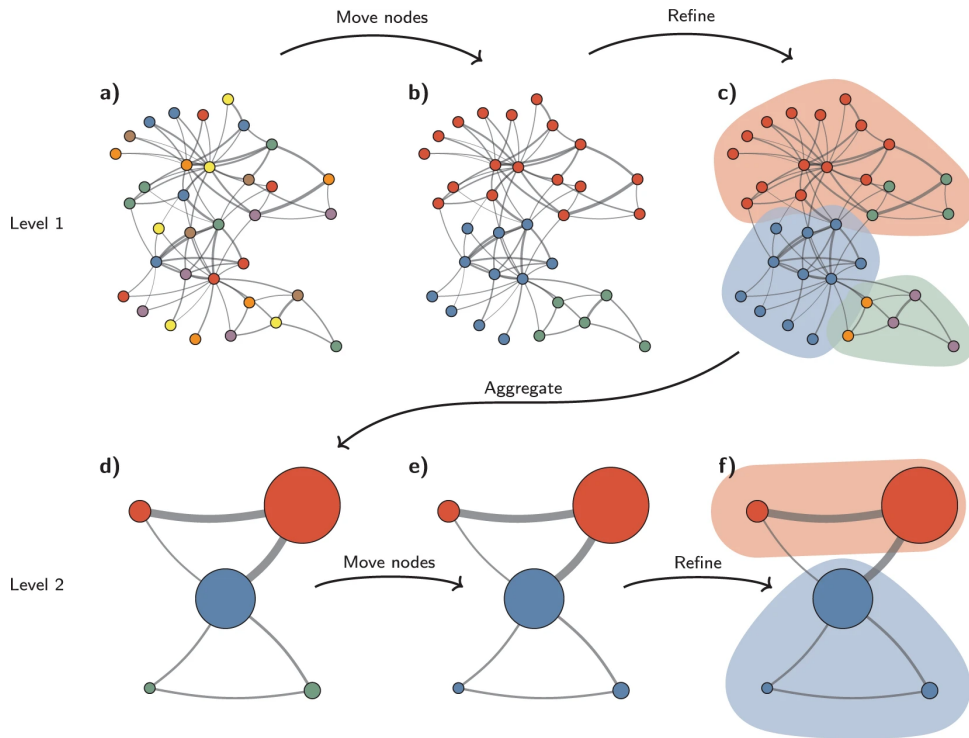 Move nodes
Refine
a)
b)
c)
Level 1
Aggregate
d)
e)
f)
Move nodes
Refine
Level 2